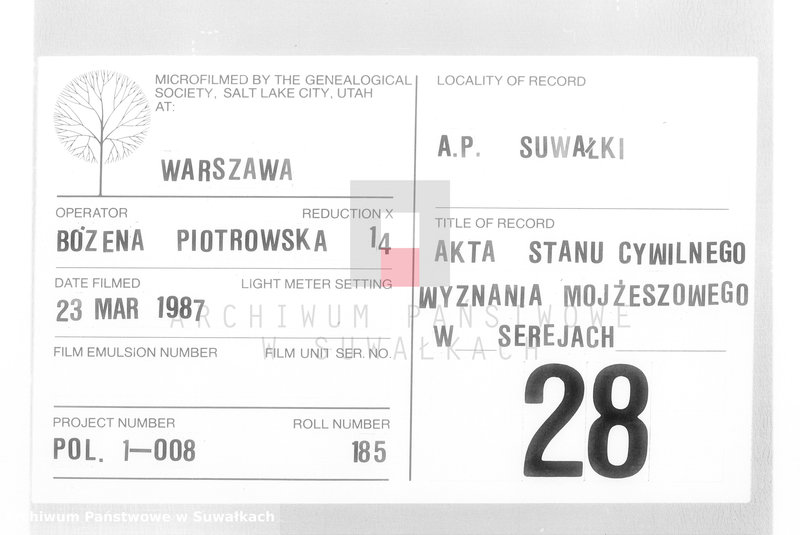 MICROFILMED BY THE GENEALOGICAL
SOCIETY, SALT LAKE CITY, UTAH
AT:
WARSZAWA
OPERATOR REDUCTION X
BOŻENA PIOTROWSKA 14
DATE FILMED LIGHT METER SETTING
23 MAR 1987
FILM EMULSION NUMBER FILM UNIT SER. NO.
PROJECT NUMBER ROLL NUMBER
POL. 1—008 185
LOCALITY OF RECORD
A.P. SUWAŁKI
TITLE OF RECORD
AKTA STANU CYWILNEGO
WYZNANIA MOJŻESZOWEGO
W SEREJACH
28
ARCHIWUM PAŃSTWOWE
W SUWAŁKACH
Archiwum Państwowe w Suwałkach